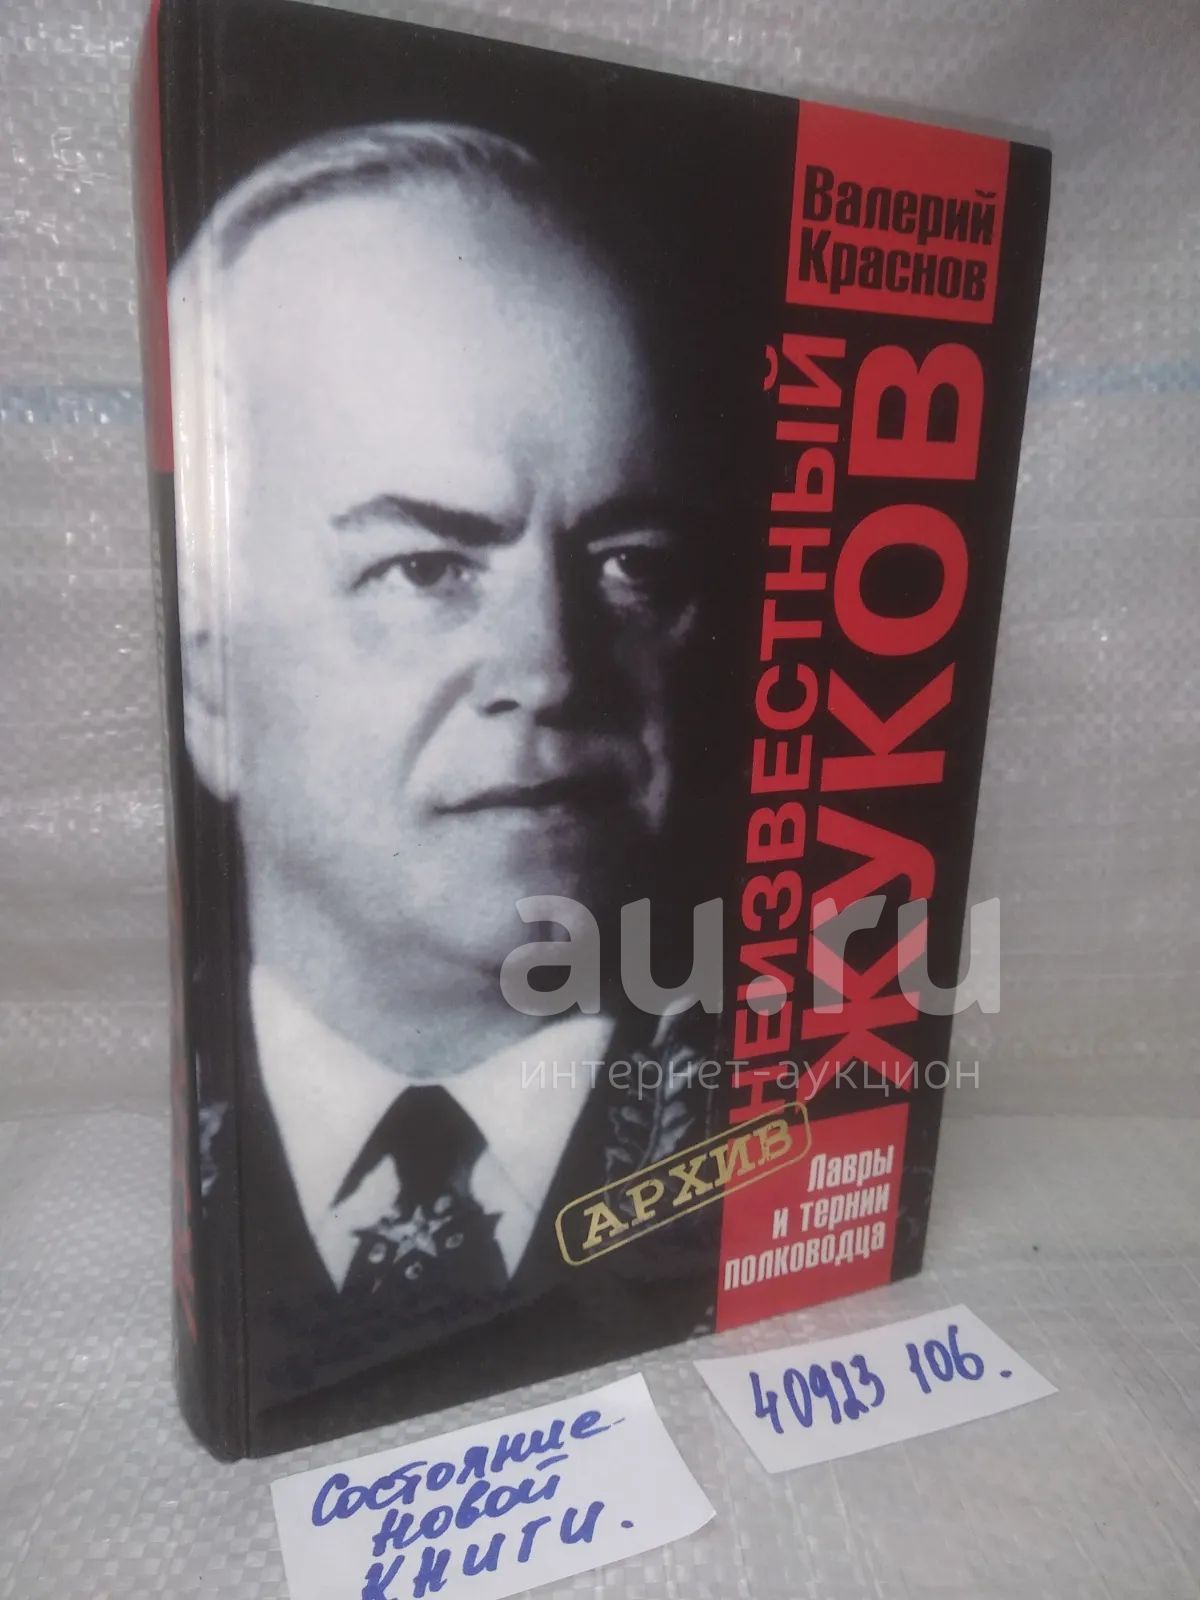 Валерий
Краснов
НЕИЗВЕСТНЫЙ
ЖУКОВ
Лавры
и тернии
полководца
АРХИВ
au.ru
интернет-аукцион
40923 106.
Состояние-
новой
книги.